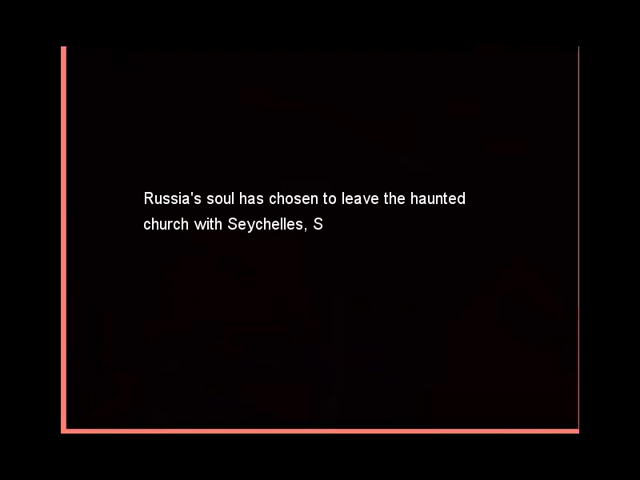 Russia's soul has chosen to leave the haunted
church with Seychelles, S